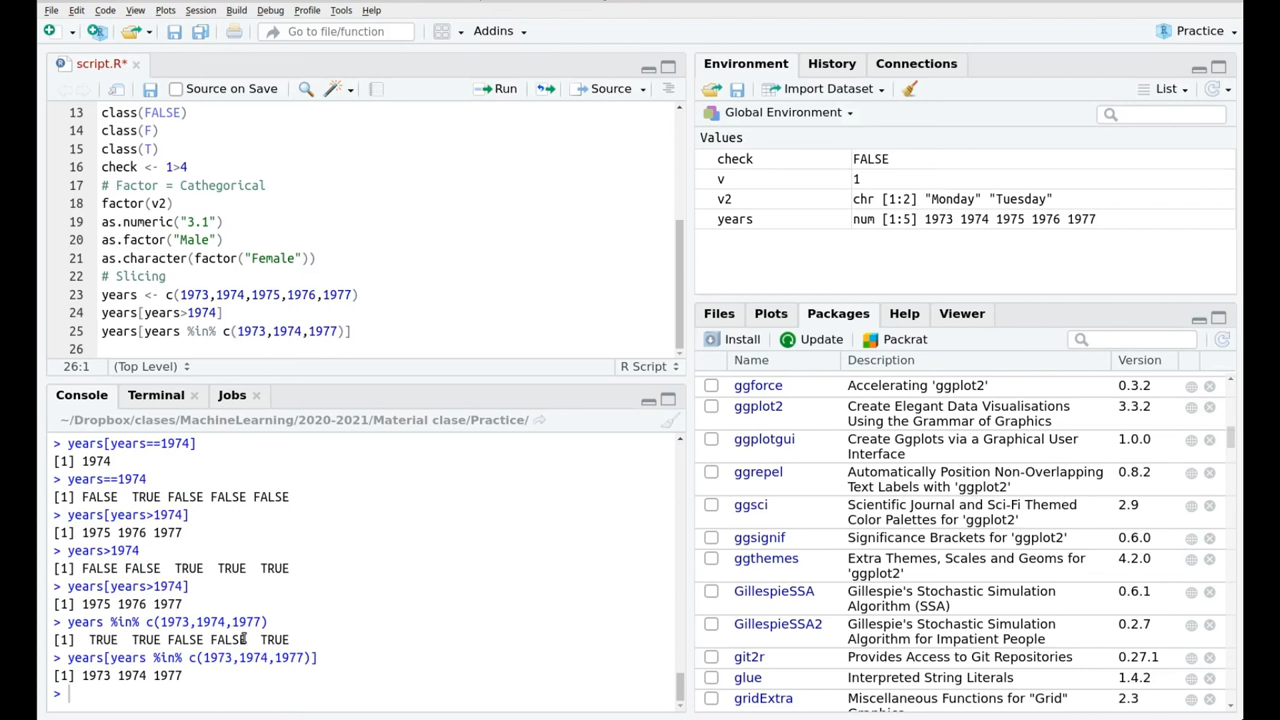 File Edit Code View Plots Session Build Debug Profile Tools Help
Go to file/function Addins Practice
script.R*
Source on Save Run Source
13 class(FALSE)
14 class(F)
15 class(T)
16 check <- 1>4
17 # Factor = Cathegorical
18 factor(v2)
19 as.numeric("3.1")
20 as.factor("Male")
21 as.character(factor("Female"))
22 # Slicing
23 years <- c(1973,1974,1975,1976,1977)
24 years[years>1974]
25 years[years %in% c(1973,1974,1977)]
26
26:1 (Top Level) R Script
Console Terminal Jobs
~/Dropbox/clases/MachineLearning/2020-2021/Material clase/Practice/
> years[years==1974]
[1] 1974
> years==1974
[1] FALSE TRUE FALSE FALSE FALSE
> years[years>1974]
[1] 1975 1976 1977
> years>1974
[1] FALSE FALSE TRUE TRUE TRUE
> years[years>1974]
[1] 1975 1976 1977
> years %in% c(1973,1974,1977)
[1] TRUE TRUE FALSE FALSE TRUE
> years[years %in% c(1973,1974,1977)]
[1] 1973 1974 1977
>
Environment History Connections
Import Dataset List
Global Environment
Values
check FALSE
v 1
v2 chr [1:2] "Monday" "Tuesday"
years num [1:5] 1973 1974 1975 1976 1977
Files Plots Packages Help Viewer
Install Update Packrat
Name Description Version
ggforce Accelerating 'ggplot2' 0.3.2
ggplot2 Create Elegant Data Visualisations 3.3.2
Using the Grammar of Graphics
ggplotgui Create Ggplots via a Graphical User 1.0.0
Interface
ggrepel Automatically Position Non-Overlapping 0.8.2
Text Labels with 'ggplot2'
ggsci Scientific Journal and Sci-Fi Themed 2.9
Color Palettes for 'ggplot2'
ggsignif Significance Brackets for 'ggplot2' 0.6.0
ggthemes Extra Themes, Scales and Geoms for 4.2.0
'ggplot2'
GillespieSSA Gillespie's Stochastic Simulation 0.6.1
Algorithm (SSA)
GillespieSSA2 Gillespie's Stochastic Simulation 0.2.7
Algorithm for Impatient People
git2r Provides Access to Git Repositories 0.27.1
glue Interpreted String Literals 1.4.2
gridExtra Miscellaneous Functions for "Grid" 2.3